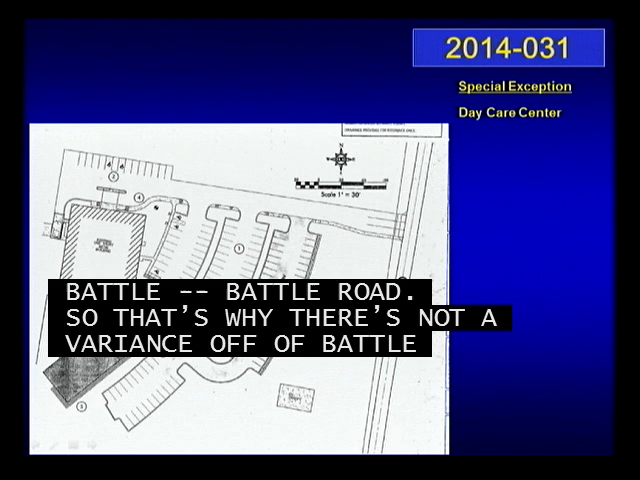 2014-031
Special Exception
Day Care Center
N
Scale 1" = 30'
BATTLE -- BATTLE ROAD.
SO THAT'S WHY THERE'S NOT A
VARIANCE OFF OF BATTLE